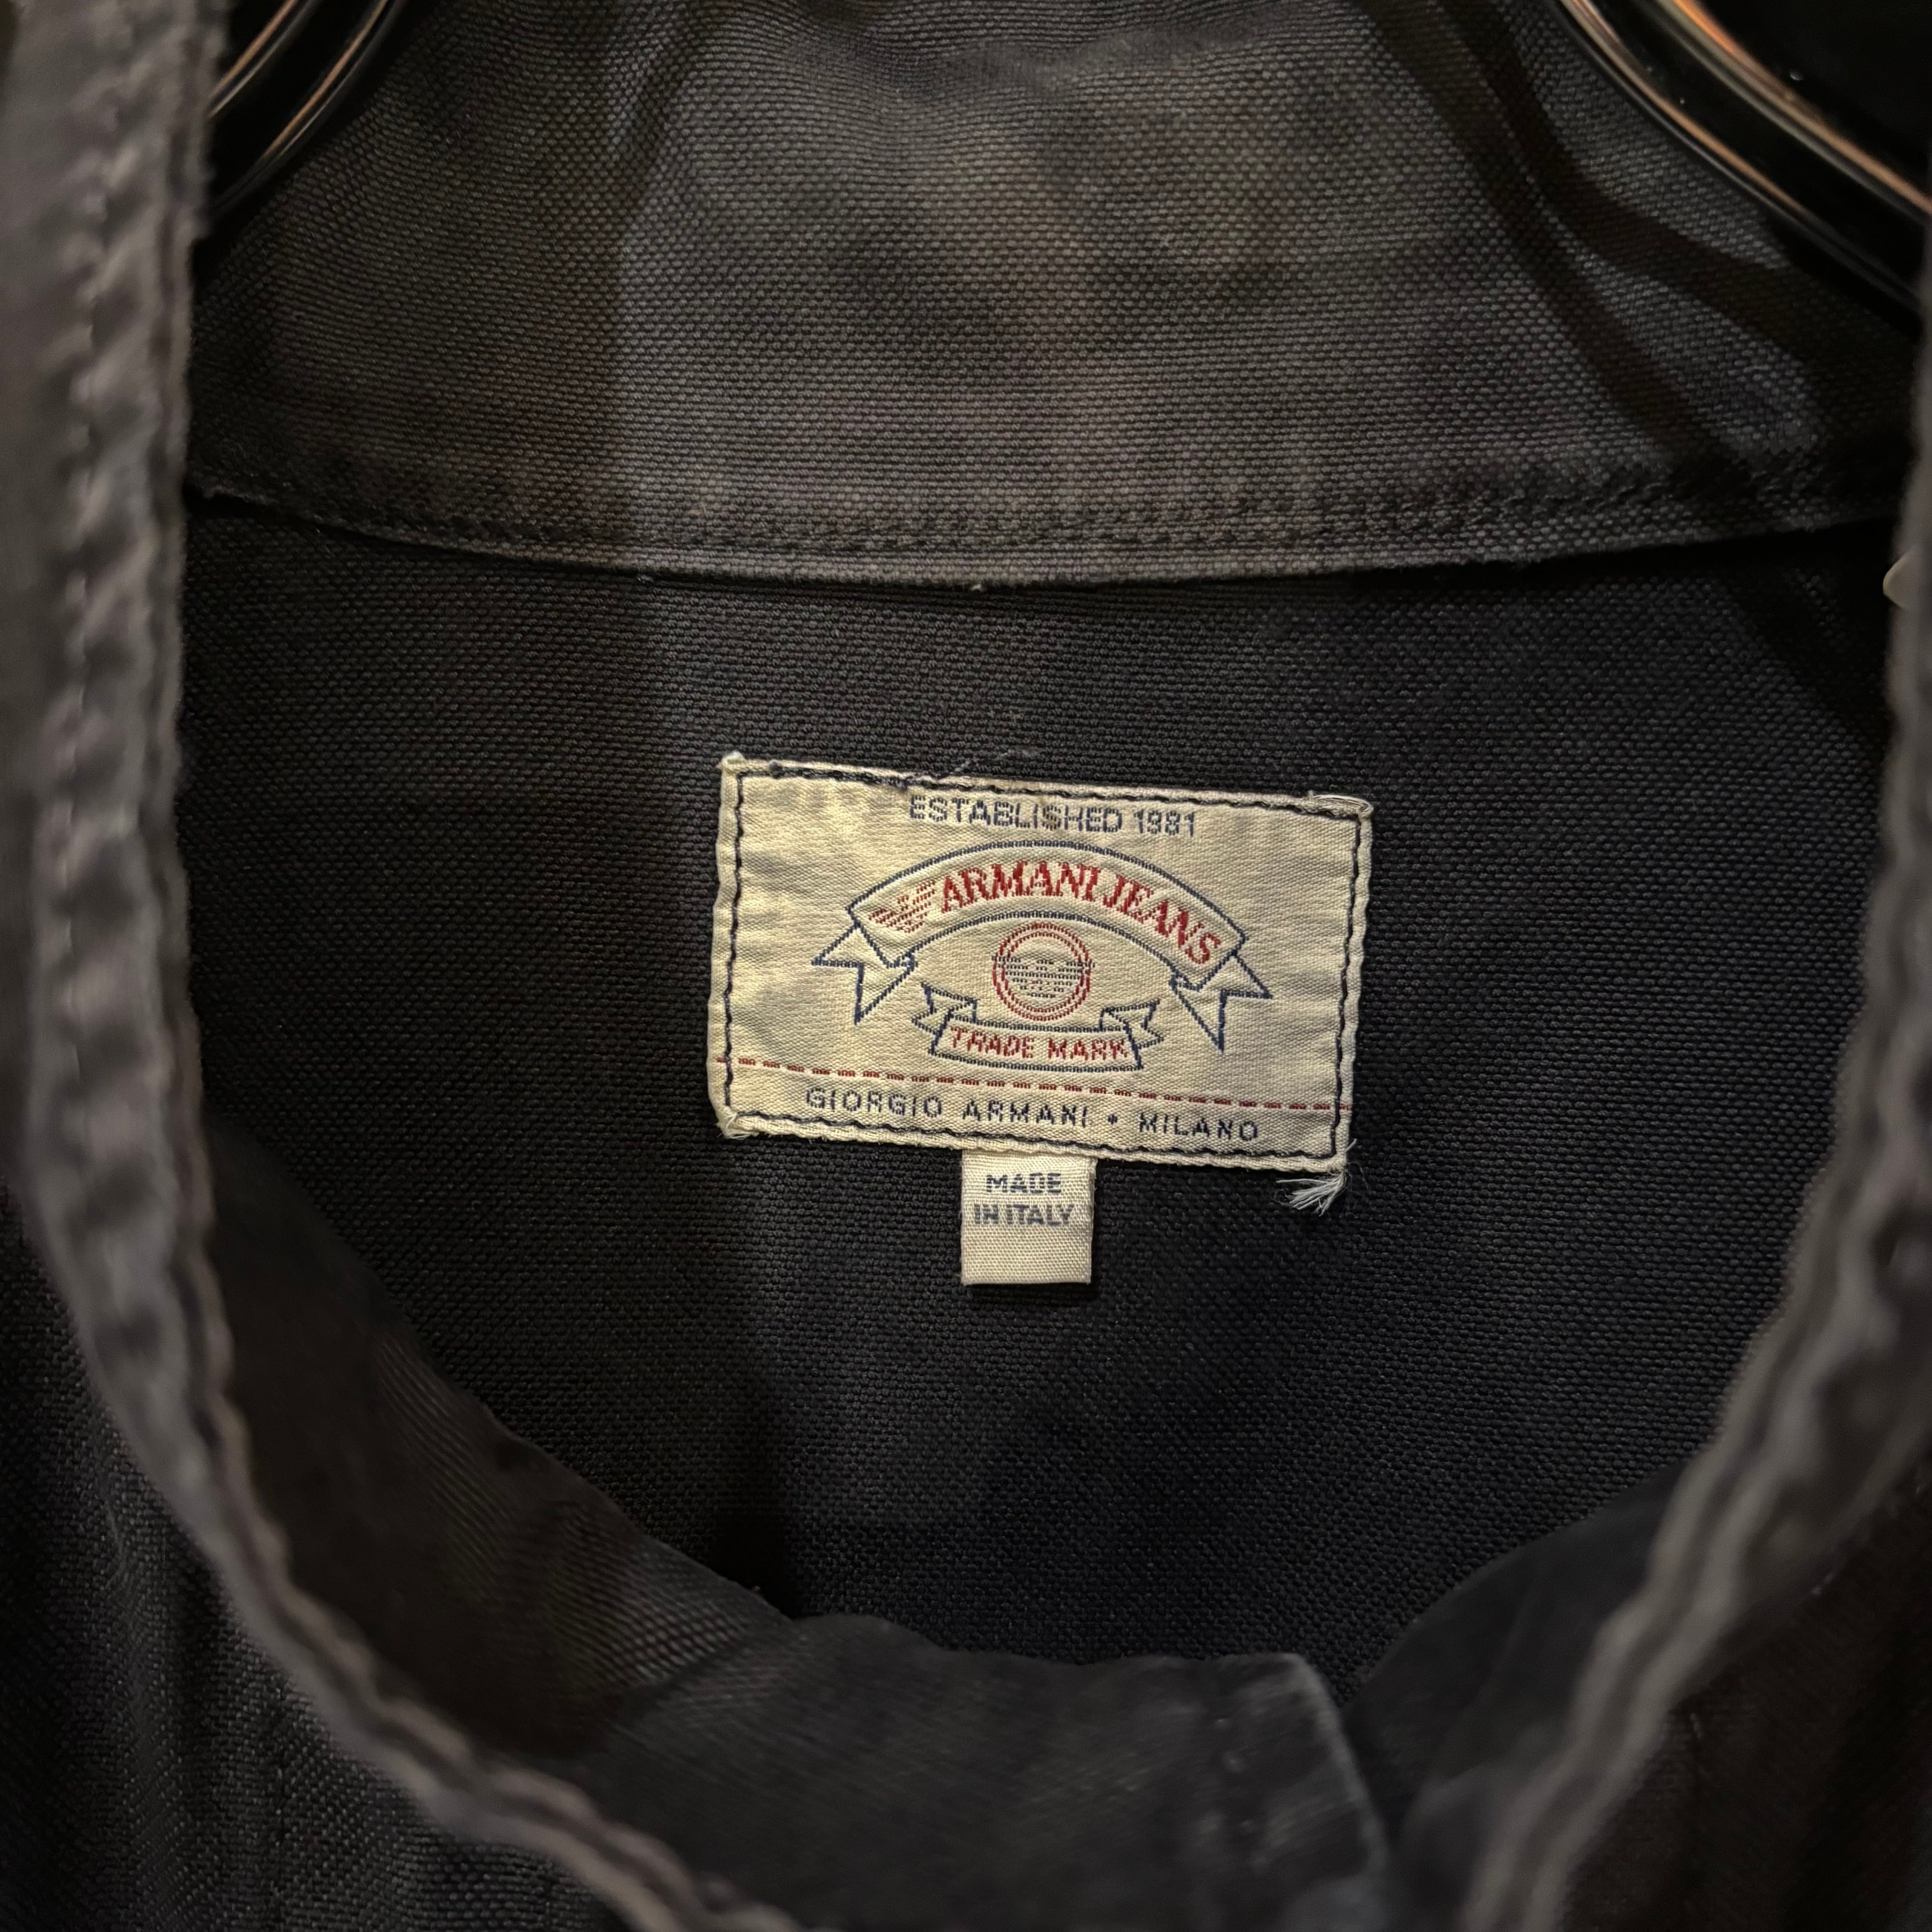 ESTABLISHED 1981
ARMANI JEANS
TRADE MARK
GIORGIO ARMANI • MILANO
MADE
IN ITALY